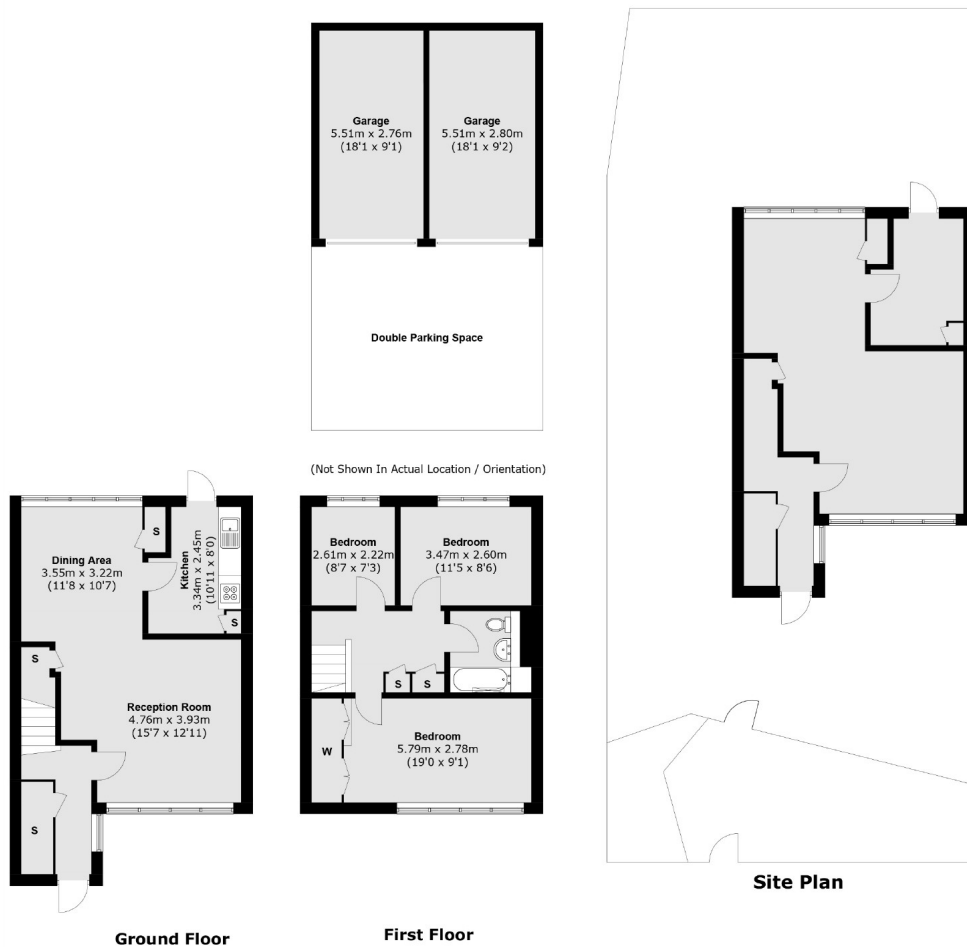 Garage
5.51m x 2.76m
(18'1 x 9'1)
Garage
5.51m x 2.80m
(18'1 x 9'2)
Double Parking Space
(Not Shown In Actual Location / Orientation)
Dining Area
3.55m x 3.22m
(11'8 x 10'7)
S
Kitchen
3.34m x 2.45m
(10'11 x 8'0)
S
S
Reception Room
4.76m x 3.93m
(15'7 x 12'11)
S
Ground Floor
Bedroom
2.61m x 2.22m
(8'7 x 7'3)
Bedroom
3.47m x 2.60m
(11'5 x 8'6)
S
S
W
Bedroom
5.79m x 2.78m
(19'0 x 9'1)
First Floor
Site Plan